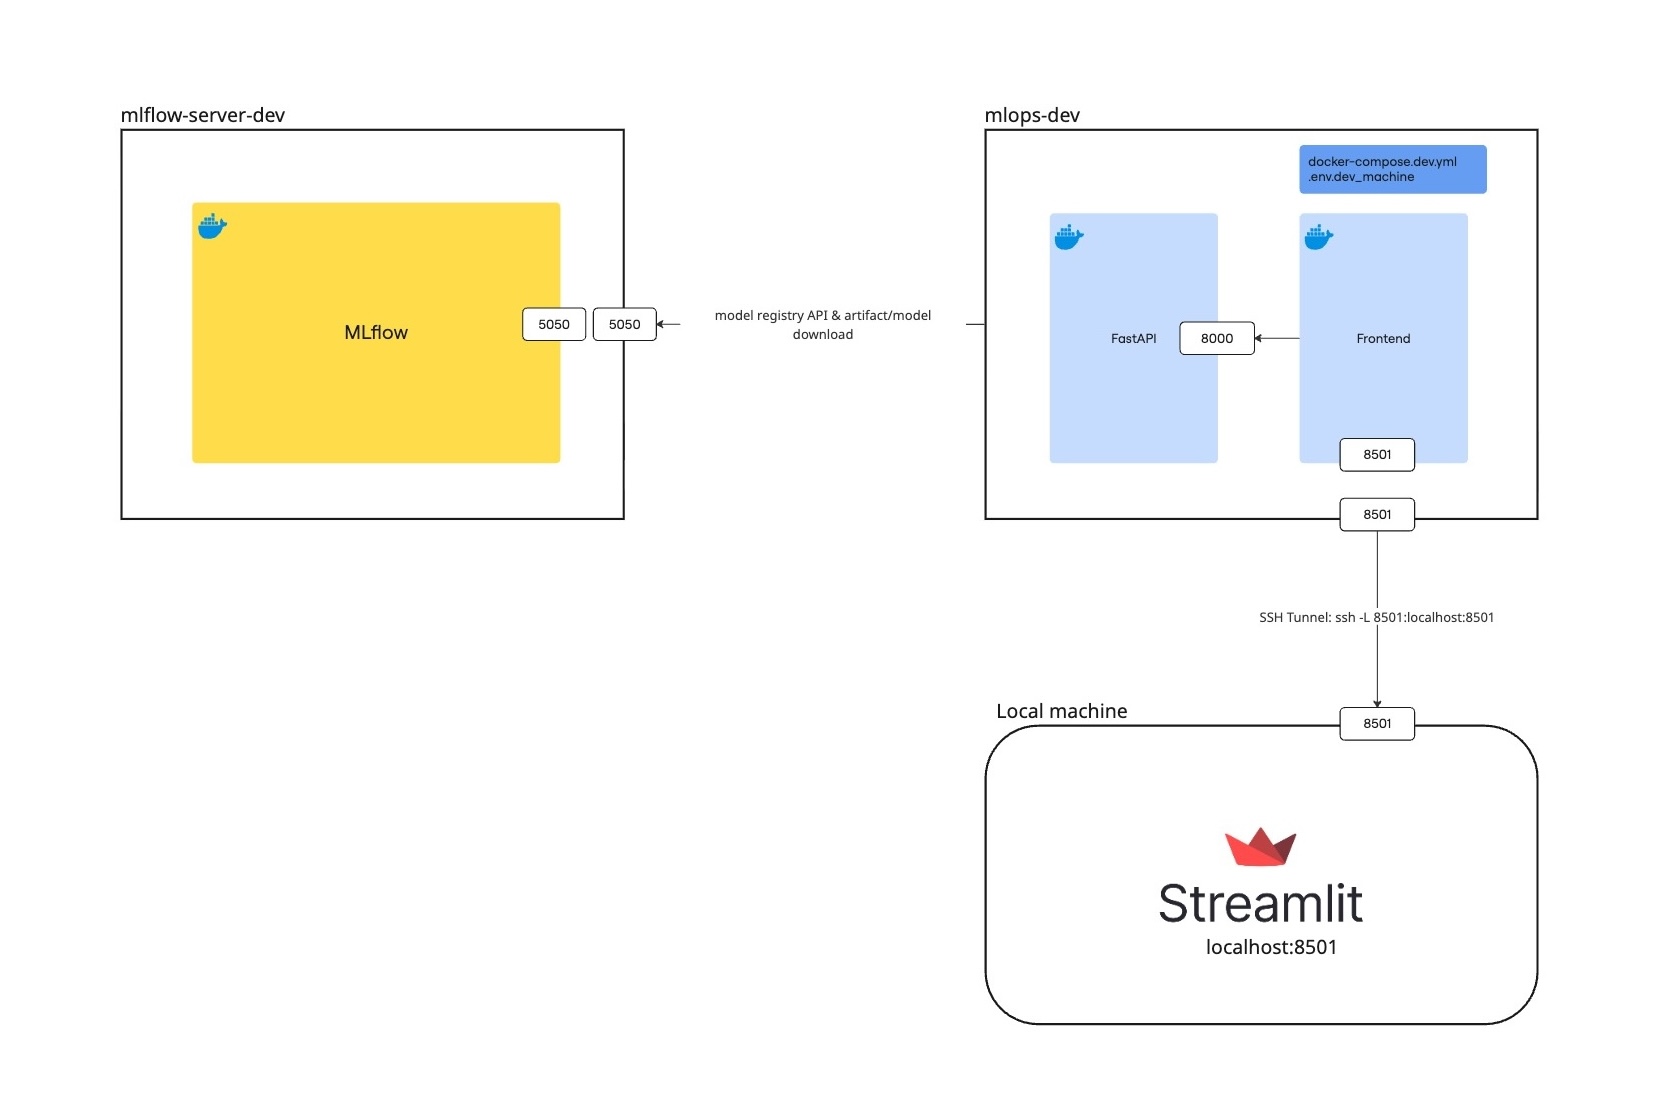 mlflow-server-dev
MLflow
5050
5050
model registry API & artifact/model
download
mlops-dev
docker-compose.dev.yml
.env.dev_machine
FastAPI
8000
Frontend
8501
8501
SSH Tunnel: ssh -L 8501:localhost:8501
Local machine
8501
Streamlit
localhost:8501